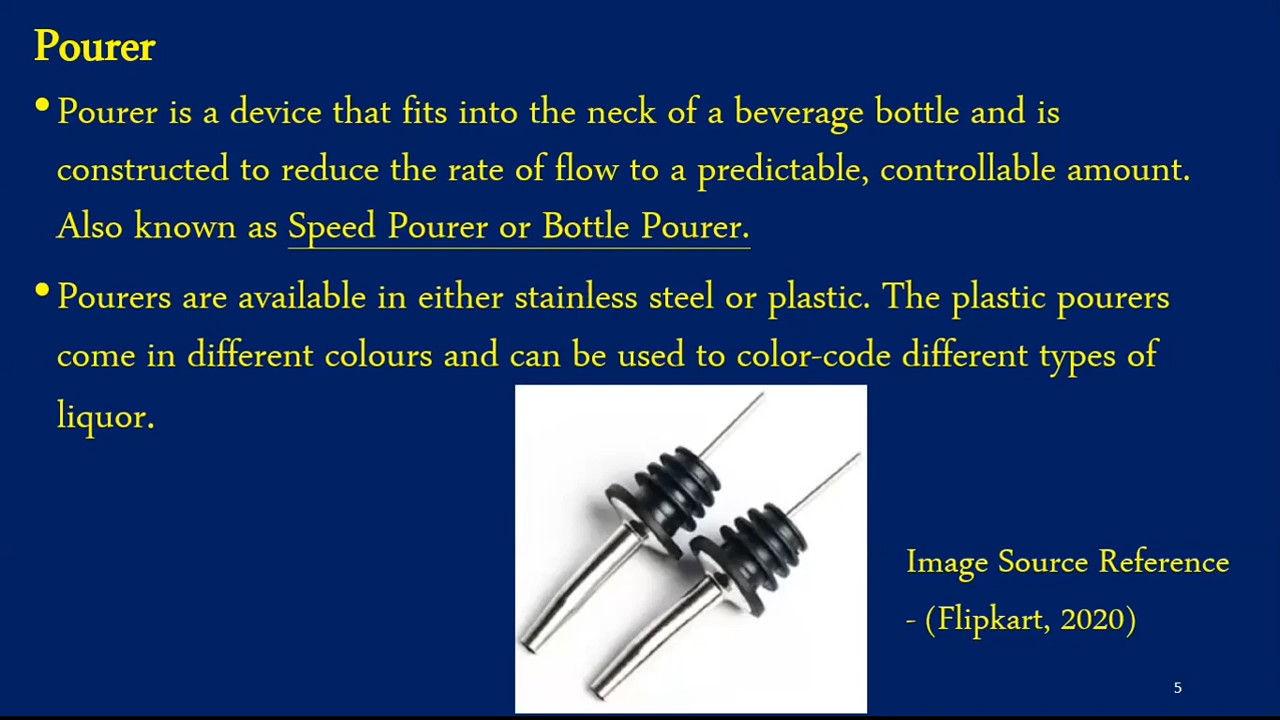 Pourer
• Pourer is a device that fits into the neck of a beverage bottle and is
constructed to reduce the rate of flow to a predictable, controllable amount.
Also known as Speed Pourer or Bottle Pourer.
• Pourers are available in either stainless steel or plastic. The plastic pourers
come in different colours and can be used to color-code different types of
liquor.
Image Source Reference
- (Flipkart, 2020)
5